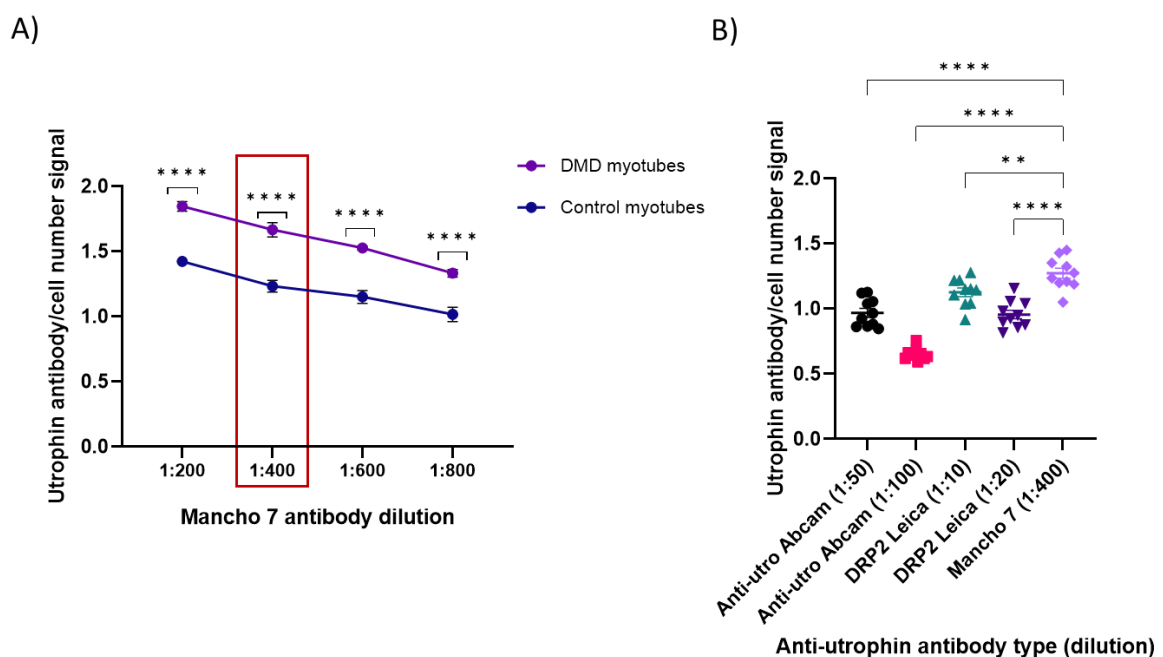 A)
Utrophin antibody/cell number signal
2.0
1.5
1.0
0.5
0.0
****
****
****
****
1:200
1:400
1:600
1:800
Mancho 7 antibody dilution
DMD myotubes
Control myotubes
B)
Utrophin antibody/cell number signal
2.0
1.5
1.0
0.5
0.0
****
****
**
****
Anti-utro Abcam (1:50)
Anti-utro Abcam (1:100)
DRP2 Leica (1:10)
DRP2 Leica (1:20)
Mancho 7 (1:400)
Anti-utrophin antibody type (dilution)